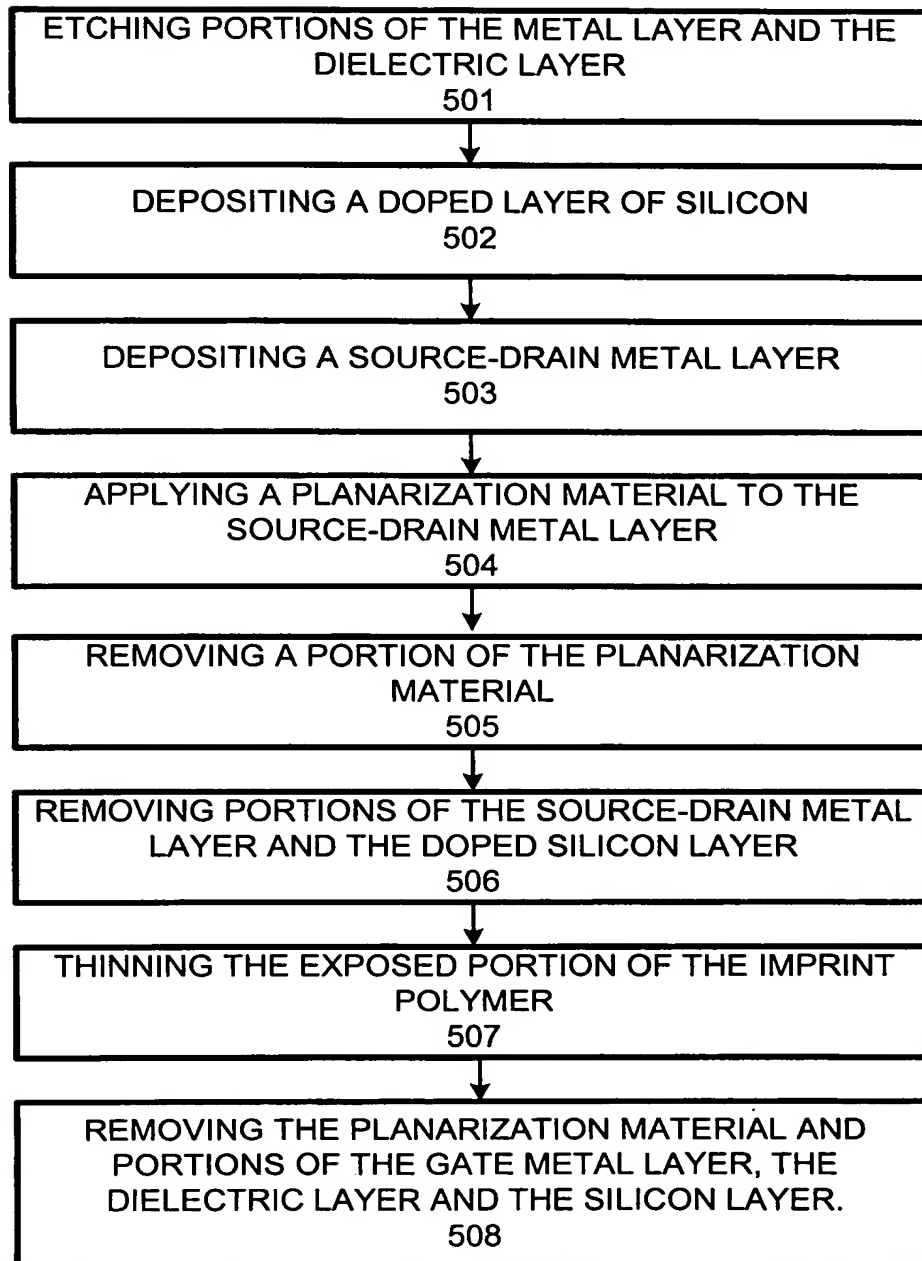 ETCHING PORTIONS OF THE METAL LAYER AND THE
DIELECTRIC LAYER
501
DEPOSITING A DOPED LAYER OF SILICON
502
DEPOSITING A SOURCE-DRAIN METAL LAYER
503
APPLYING A PLANARIZATION MATERIAL TO THE
SOURCE-DRAIN METAL LAYER
504
REMOVING A PORTION OF THE PLANARIZATION
MATERIAL
505
REMOVING PORTIONS OF THE SOURCE-DRAIN METAL
LAYER AND THE DOPED SILICON LAYER
506
THINNING THE EXPOSED PORTION OF THE IMPRINT
POLYMER
507
REMOVING THE PLANARIZATION MATERIAL AND
PORTIONS OF THE GATE METAL LAYER, THE
DIELECTRIC LAYER AND THE SILICON LAYER.
508